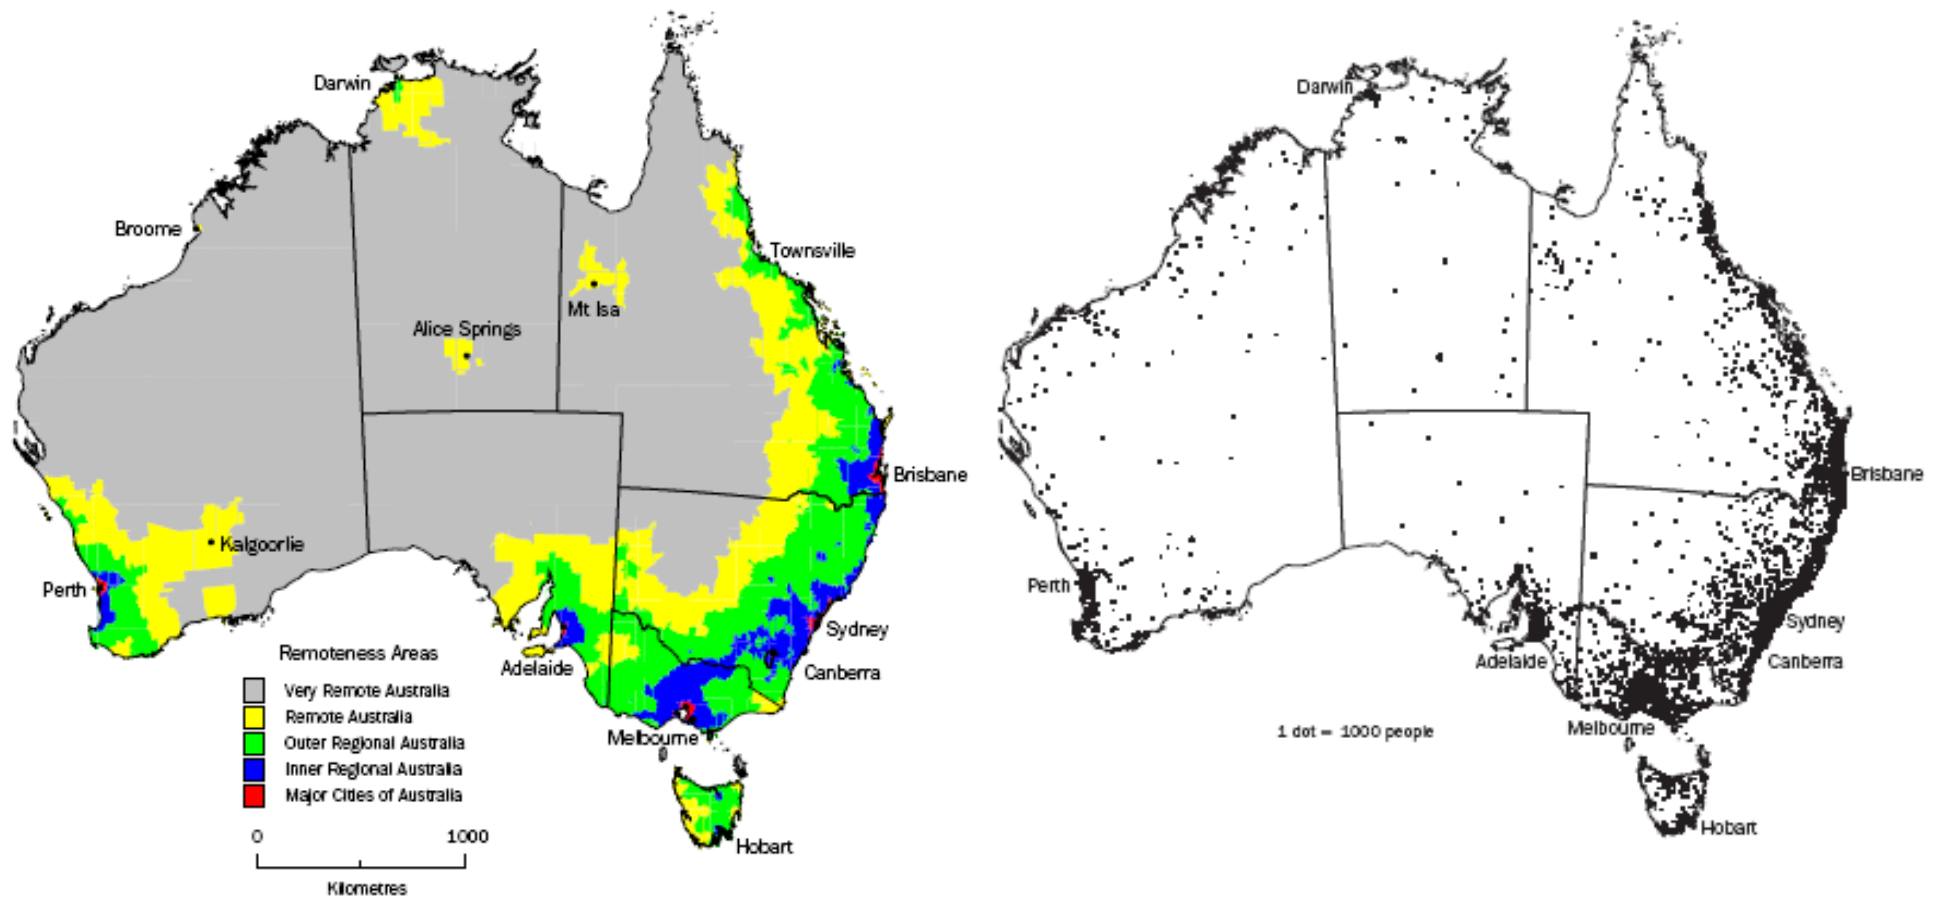 Darwin
Broome
Townsville
Mt Isa
Alice Springs
Brisbane
Kalgoorlie
Perth
Sydney
Adelaide
Canberra
Melbourne
Hobart
Remoteness Areas
Very Remote Australia
Remote Australia
Outer Regional Australia
Inner Regional Australia
Major Cities of Australia
0 1000
Kilometres
Darwin
Brisbane
Perth
Sydney
Adelaide
Canberra
Melbourne
1 dot = 1000 people
Hobart